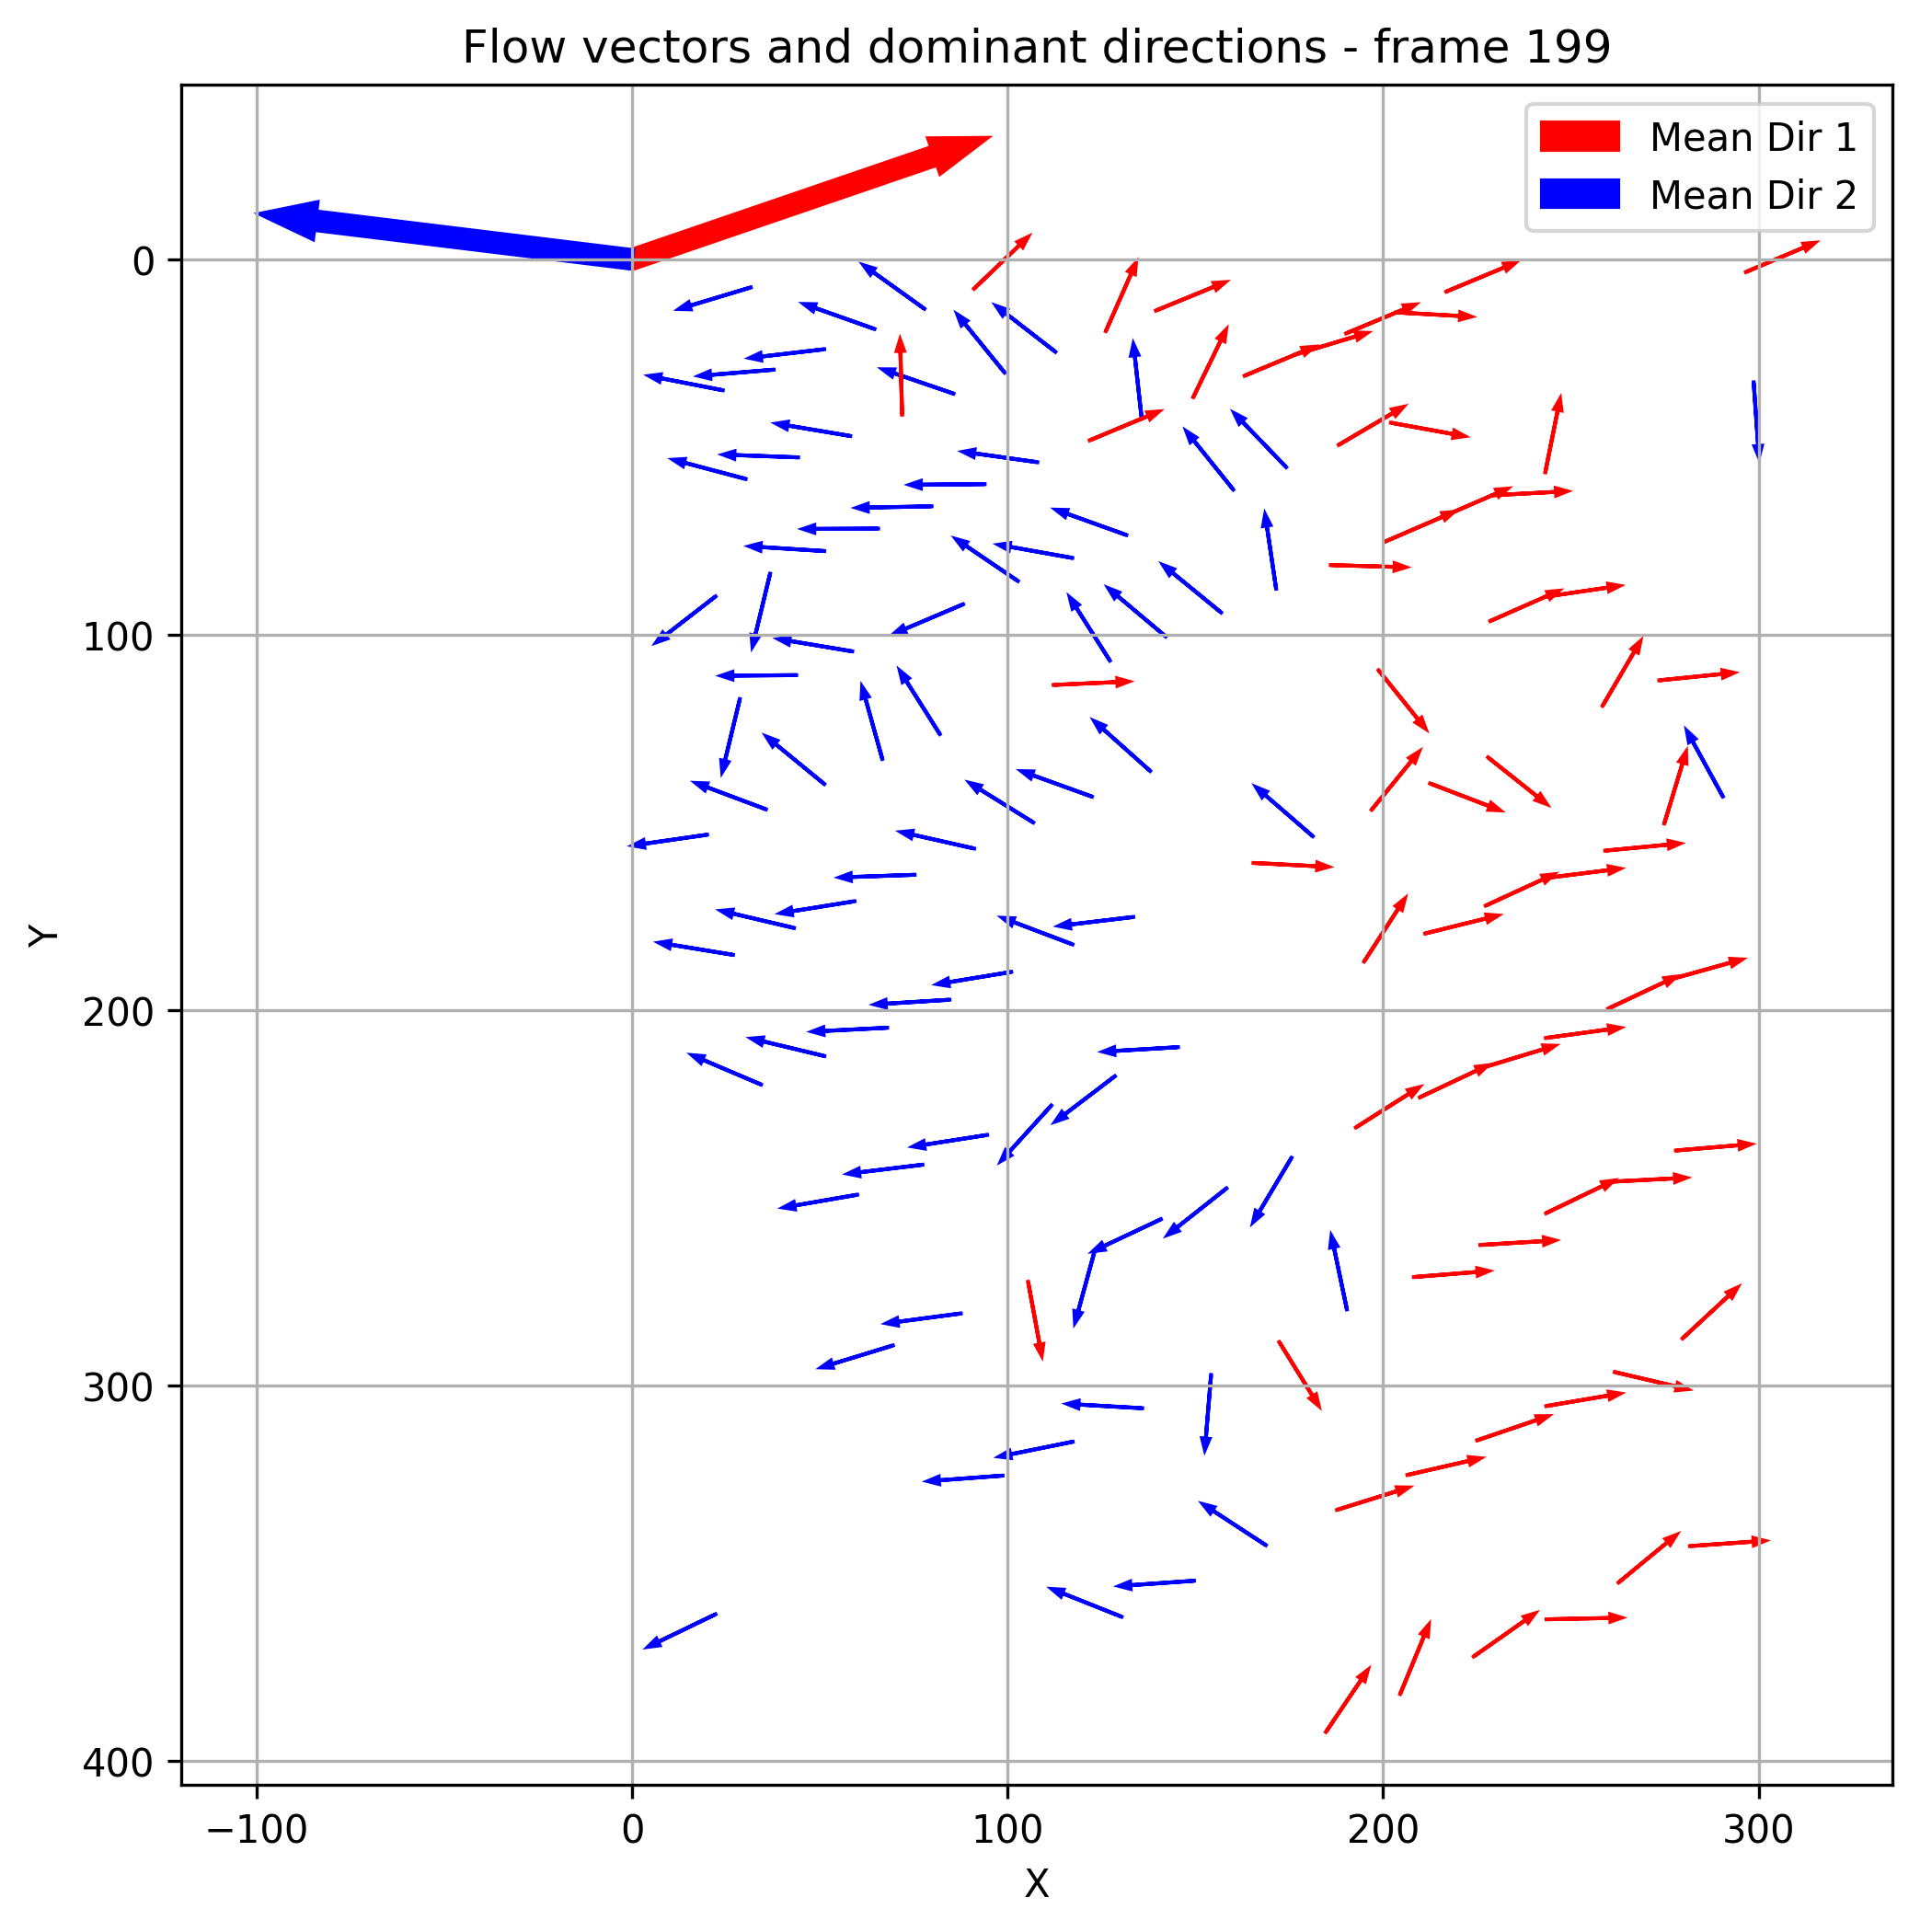 Flow vectors and dominant directions - frame 199
Mean Dir 1
Mean Dir 2
0
100
200
300
400
Y
−100
0
100
200
300
X